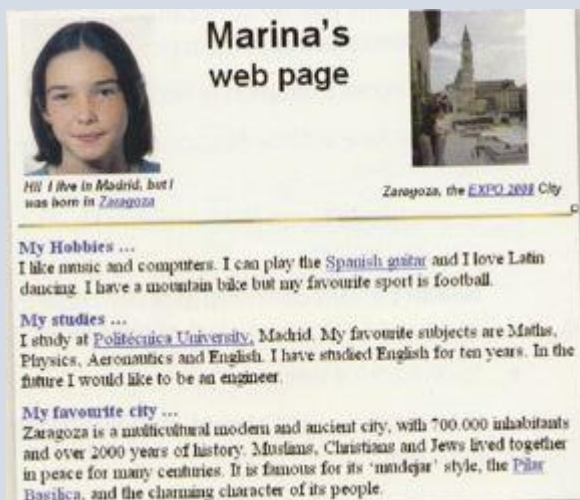 Marina's
web page
Hi! I live in Madrid, but I
was born in Zaragoza
Zaragoza, the EXPO 2008 City
My Hobbies ...
I like music and computers. I can play the Spanish guitar and I love Latin
dancing. I have a mountain bike but my favourite sport is football.
My studies ...
I study at Politécnica University, Madrid. My favourite subjects are Maths,
Physics, Aeronautics and English. I have studied English for ten years. In the
future I would like to be an engineer.
My favourite city ...
Zaragoza is a multicultural modern and ancient city, with 700.000 inhabitants
and over 2000 years of history. Muslims, Christians and Jews lived together
in peace for many centuries. It is famous for its 'mudejar' style, the Pilar
Basilica, and the charming character of its people.